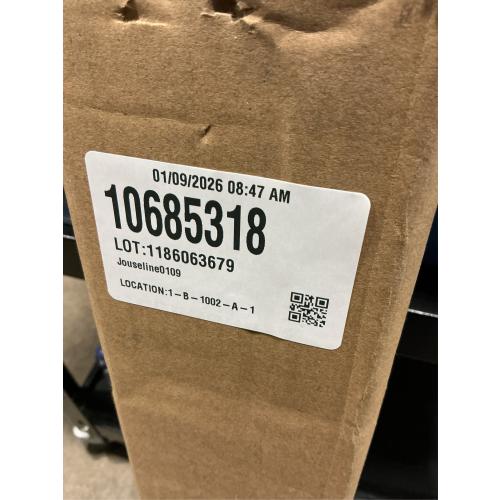 01/09/2026 08:47 AM
10685318
LOT:1186063679
Jouseline0109
LOCATION:1-B-1002-A-1